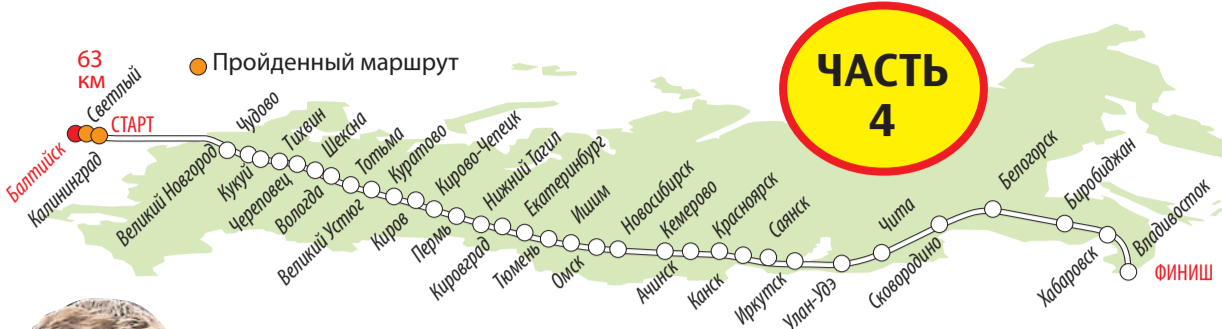 63
км
Пройденный маршрут
ЧАСТЬ
4
Балтийск
Светлый
Калининград
СТАРТ
Великий Новгород
Чудово
Кукуй
Тихвин
Череповец
Шексна
Вологда
Тотьма
Великий Устюг
Куратово
Киров
Кирово-Чепецк
Пермь
Нижний Тагил
Кировград
Екатеринбург
Тюмень
Ишим
Омск
Новосибирск
Ачинск
Кемерово
Канск
Красноярск
Иркутск
Саянск
Улан-Удэ
Чита
Сковородино
Белогорск
Хабаровск
Биробиджан
Владивосток
ФИНИШ